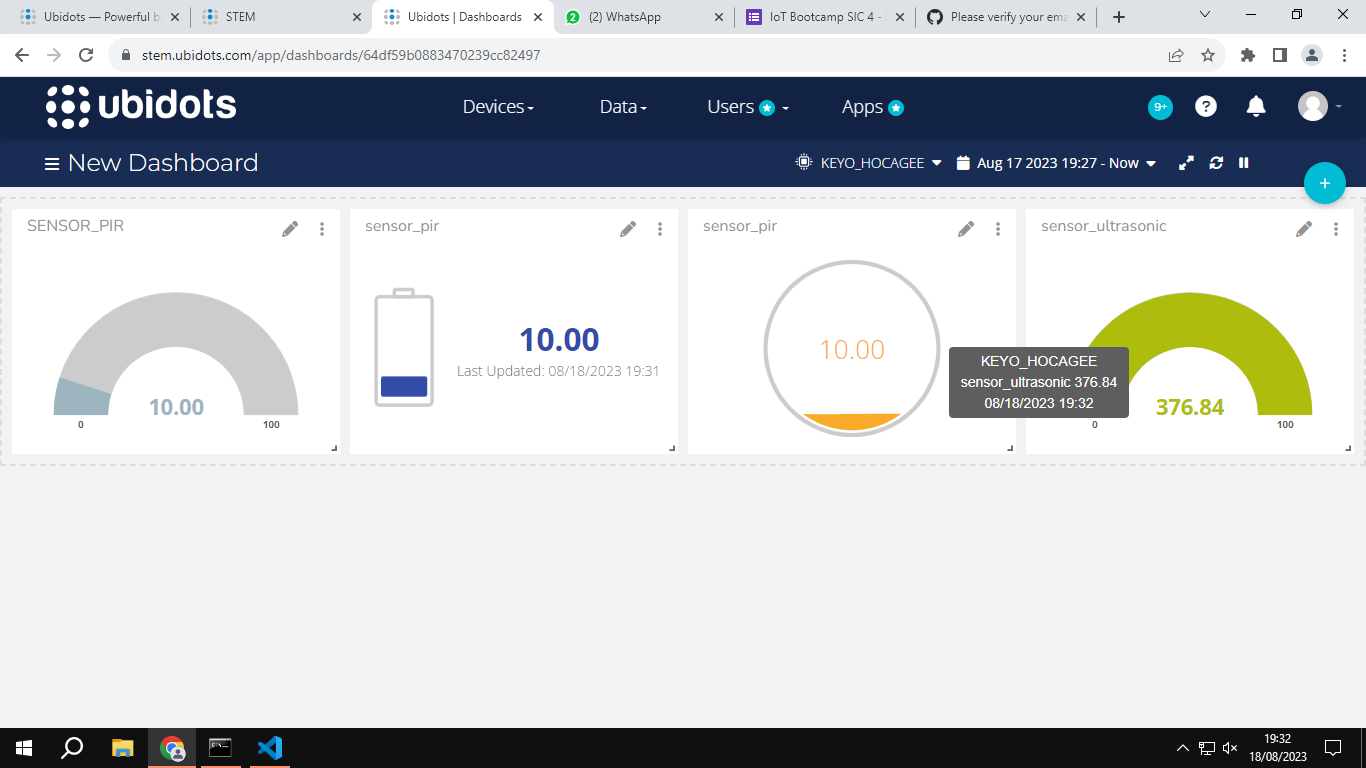 Ubidots — Powerful b
STEM
Ubidots | Dashboards
2 (2) WhatsApp
IoT Bootcamp SIC 4 -
Please verify your ema
stem.ubidots.com/app/dashboards/64df59b0883470239cc82497
ubidots
Devices
Data
Users
Apps
9+
?
New Dashboard
KEYO_HOCAGEE
Aug 17 2023 19:27 - Now
+
SENSOR_PIR
10.00
0
100
sensor_pir
10.00
Last Updated: 08/18/2023 19:31
sensor_pir
10.00
sensor_ultrasonic
KEYO_HOCAGEE
sensor_ultrasonic 376.84
08/18/2023 19:32
376.84
0
100
19:32
18/08/2023